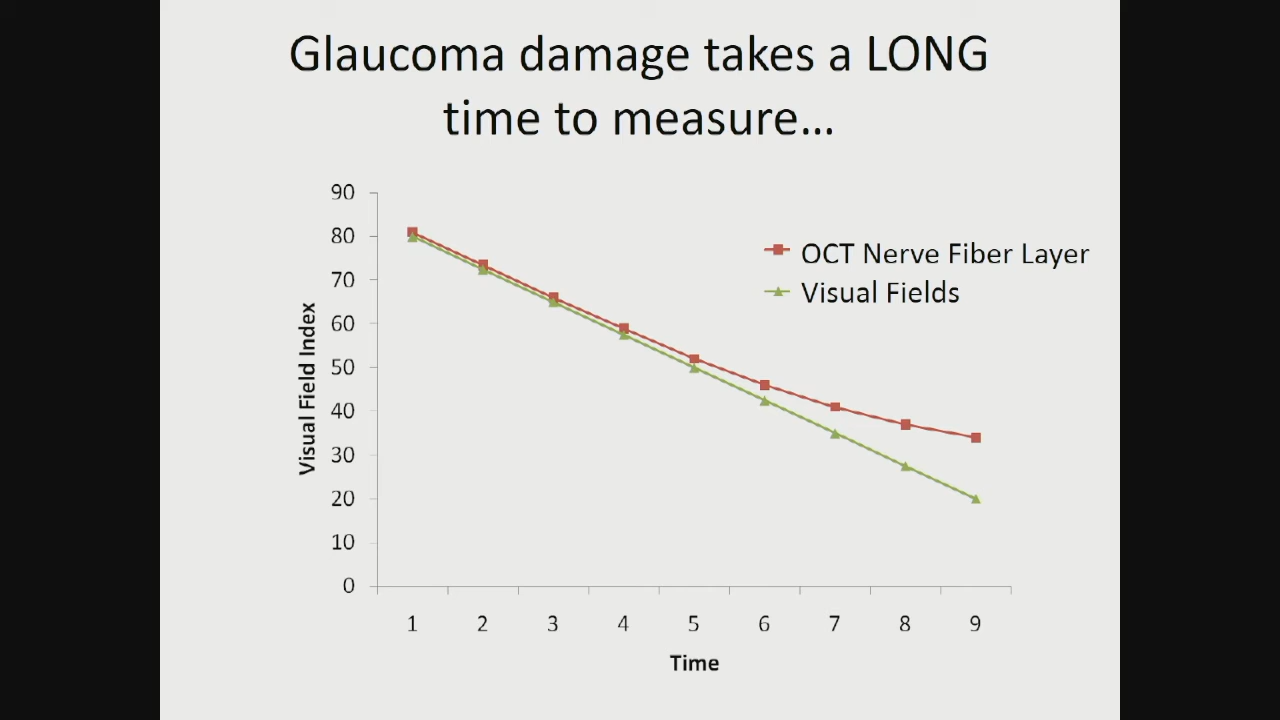 Glaucoma damage takes a LONG
time to measure...
90
80
70
60
50
40
30
20
10
0
Visual Field Index
OCT Nerve Fiber Layer
Visual Fields
1 2 3 4 5 6 7 8 9
Time